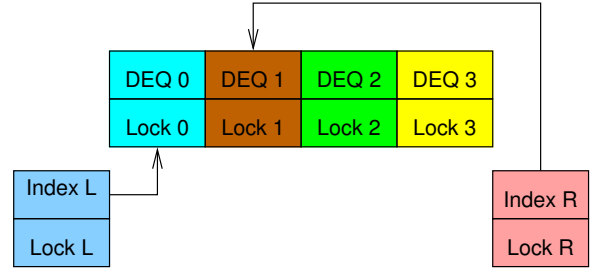 DEQ 0 DEQ 1 DEQ 2 DEQ 3
Lock 0 Lock 1 Lock 2 Lock 3
Index L Index R
Lock L Lock R